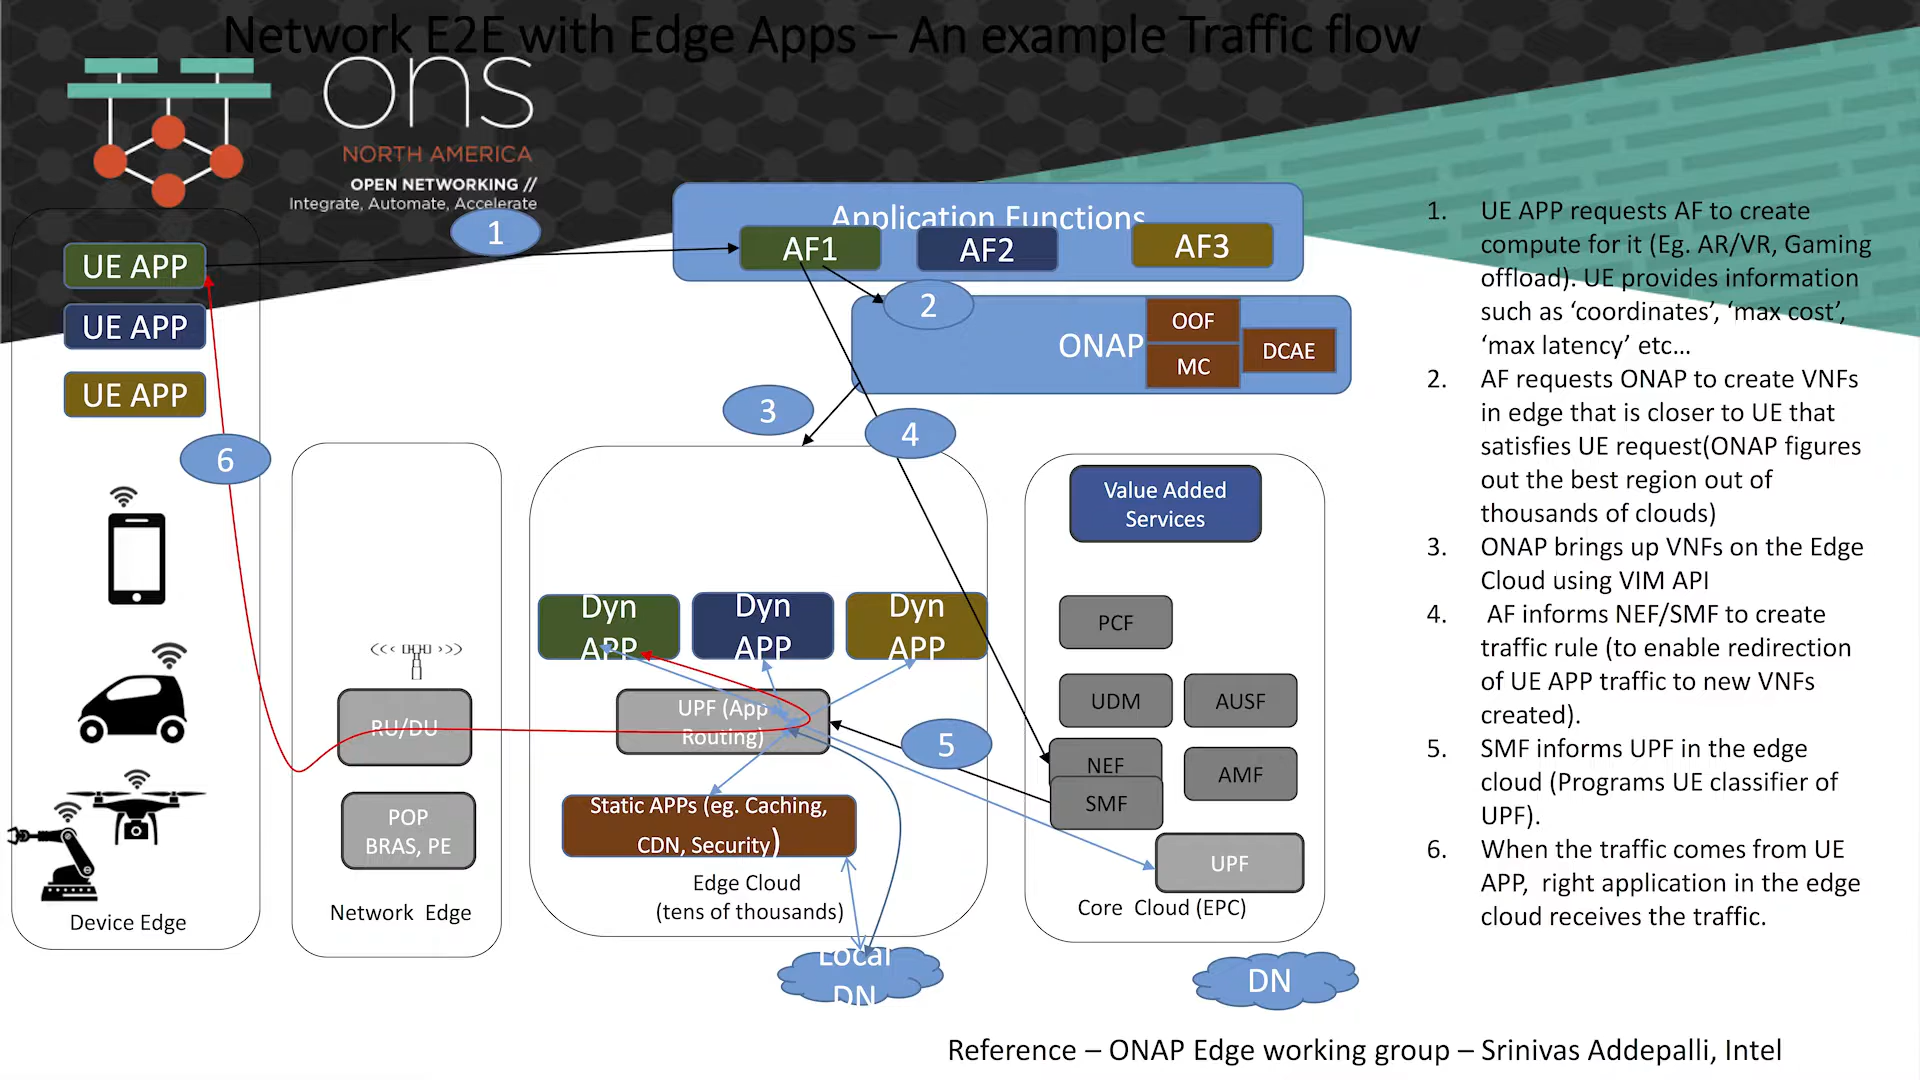 Network E2E with Edge Apps – An example Traffic flow
ons
NORTH AMERICA
OPEN NETWORKING //
Integrate, Automate, Accelerate
1
Application Functions
AF1
AF2
AF3
UE APP
UE APP
UE APP
2
ONAP
OOF
MC
DCAE
3
4
6
Value Added
Services
Dyn
APP
Dyn
APP
Dyn
APP
PCF
UDM
AUSF
RU/DU
UPF (App
Routing)
5
NEF
SMF
AMF
POP
BRAS, PE
Static APPs (eg. Caching,
CDN, Security)
UPF
Edge Cloud
(tens of thousands)
Device Edge
Network Edge
Core Cloud (EPC)
Local
DN
DN
1. UE APP requests AF to create
compute for it (Eg. AR/VR, Gaming
offload). UE provides information
such as ‘coordinates’, ‘max cost’,
‘max latency’ etc...
2. AF requests ONAP to create VNFs
in edge that is closer to UE that
satisfies UE request(ONAP figures
out the best region out of
thousands of clouds)
3. ONAP brings up VNFs on the Edge
Cloud using VIM API
4. AF informs NEF/SMF to create
traffic rule (to enable redirection
of UE APP traffic to new VNFs
created).
5. SMF informs UPF in the edge
cloud (Programs UE classifier of
UPF).
6. When the traffic comes from UE
APP, right application in the edge
cloud receives the traffic.
Reference – ONAP Edge working group – Srinivas Addepalli, Intel